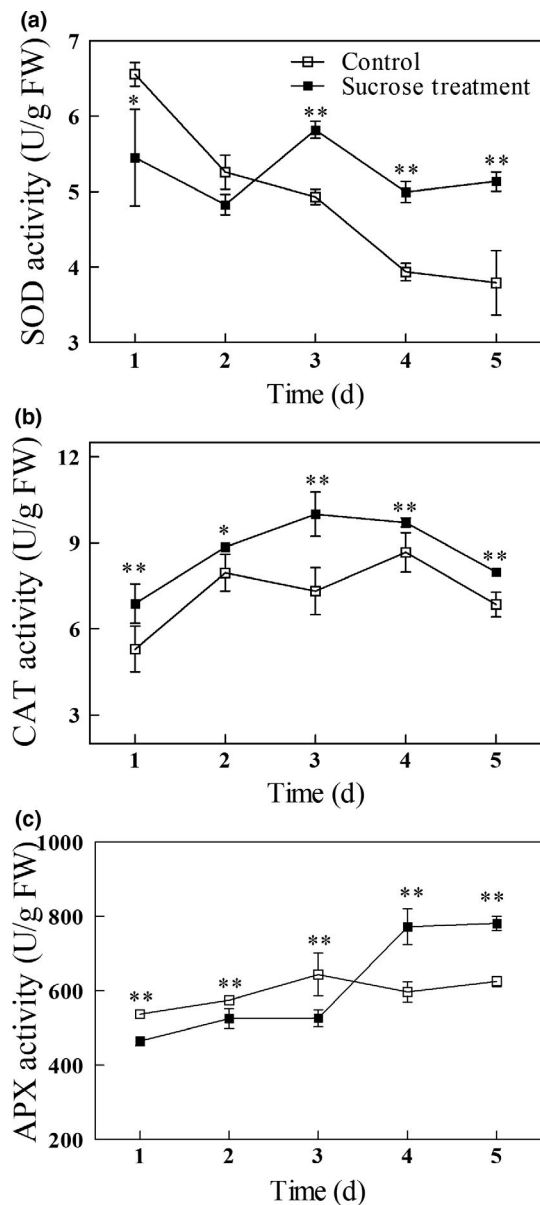 (a)
7
6
5
4
3
SOD activity (U/g FW)
Control
Sucrose treatment
*
**
**
**
1 2 3 4 5
Time (d)
(b)
12
9
6
3
CAT activity (U/g FW)
**
*
**
**
**
1 2 3 4 5
Time (d)
(c)
1000
800
600
400
200
APX activity (U/g FW)
**
**
**
**
**
1 2 3 4 5
Time (d)